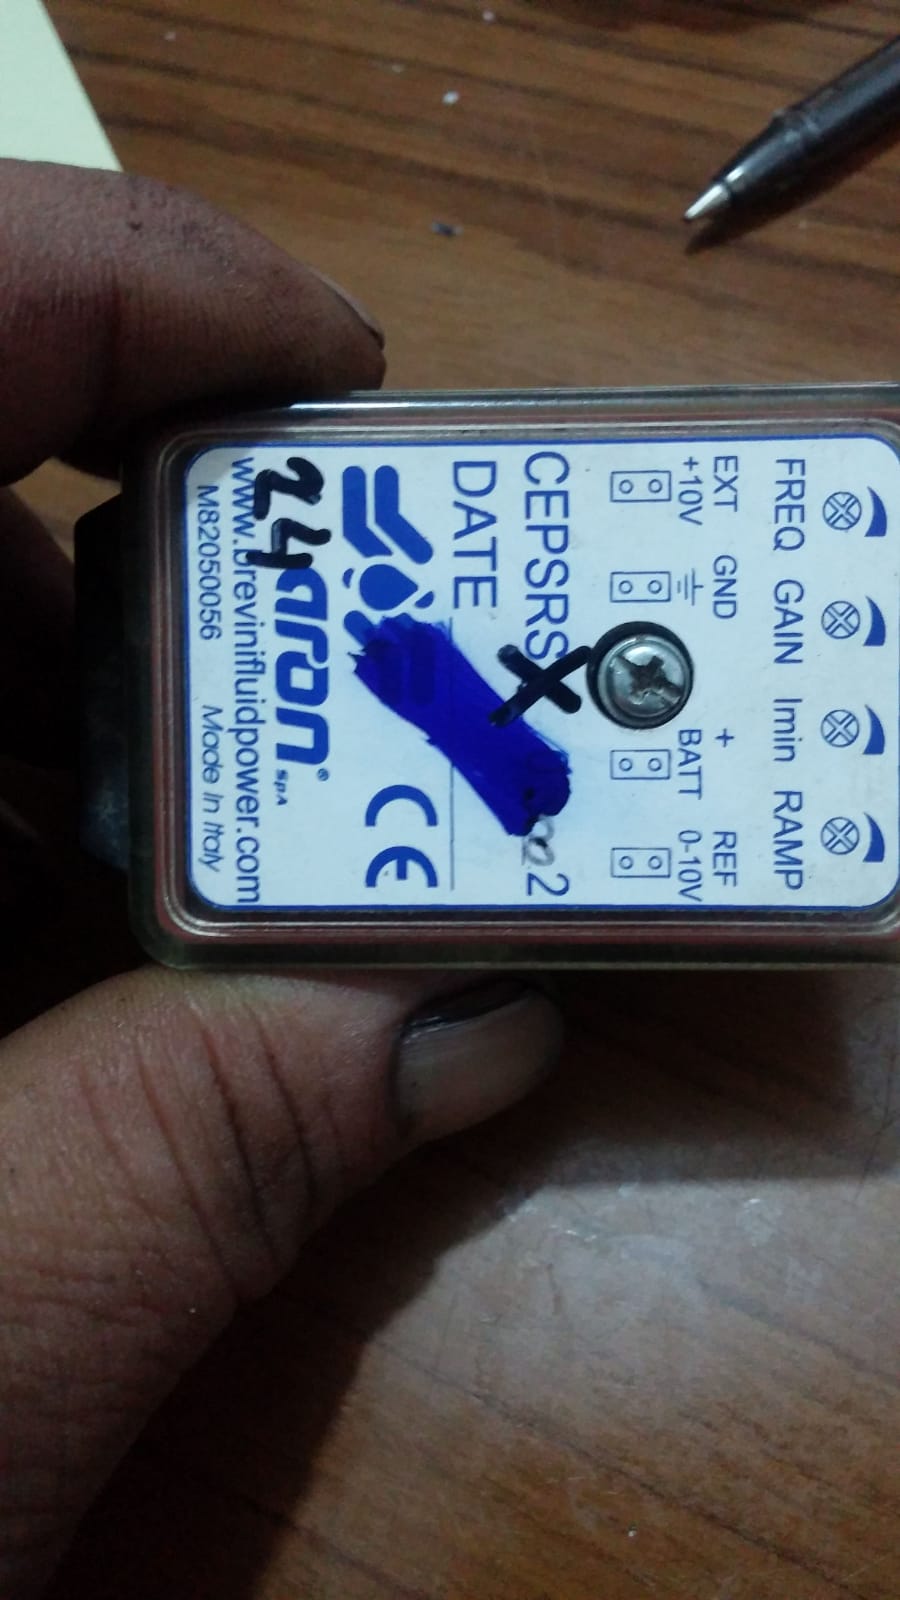 FREQ GAIN Imin RAMP
EXT GND + REF
+10V BATT 0-10V
CEPSRS .2
DATE
CE
24
aron® SpA
www.brevinifluidpower.com
M82050056 Made In Italy